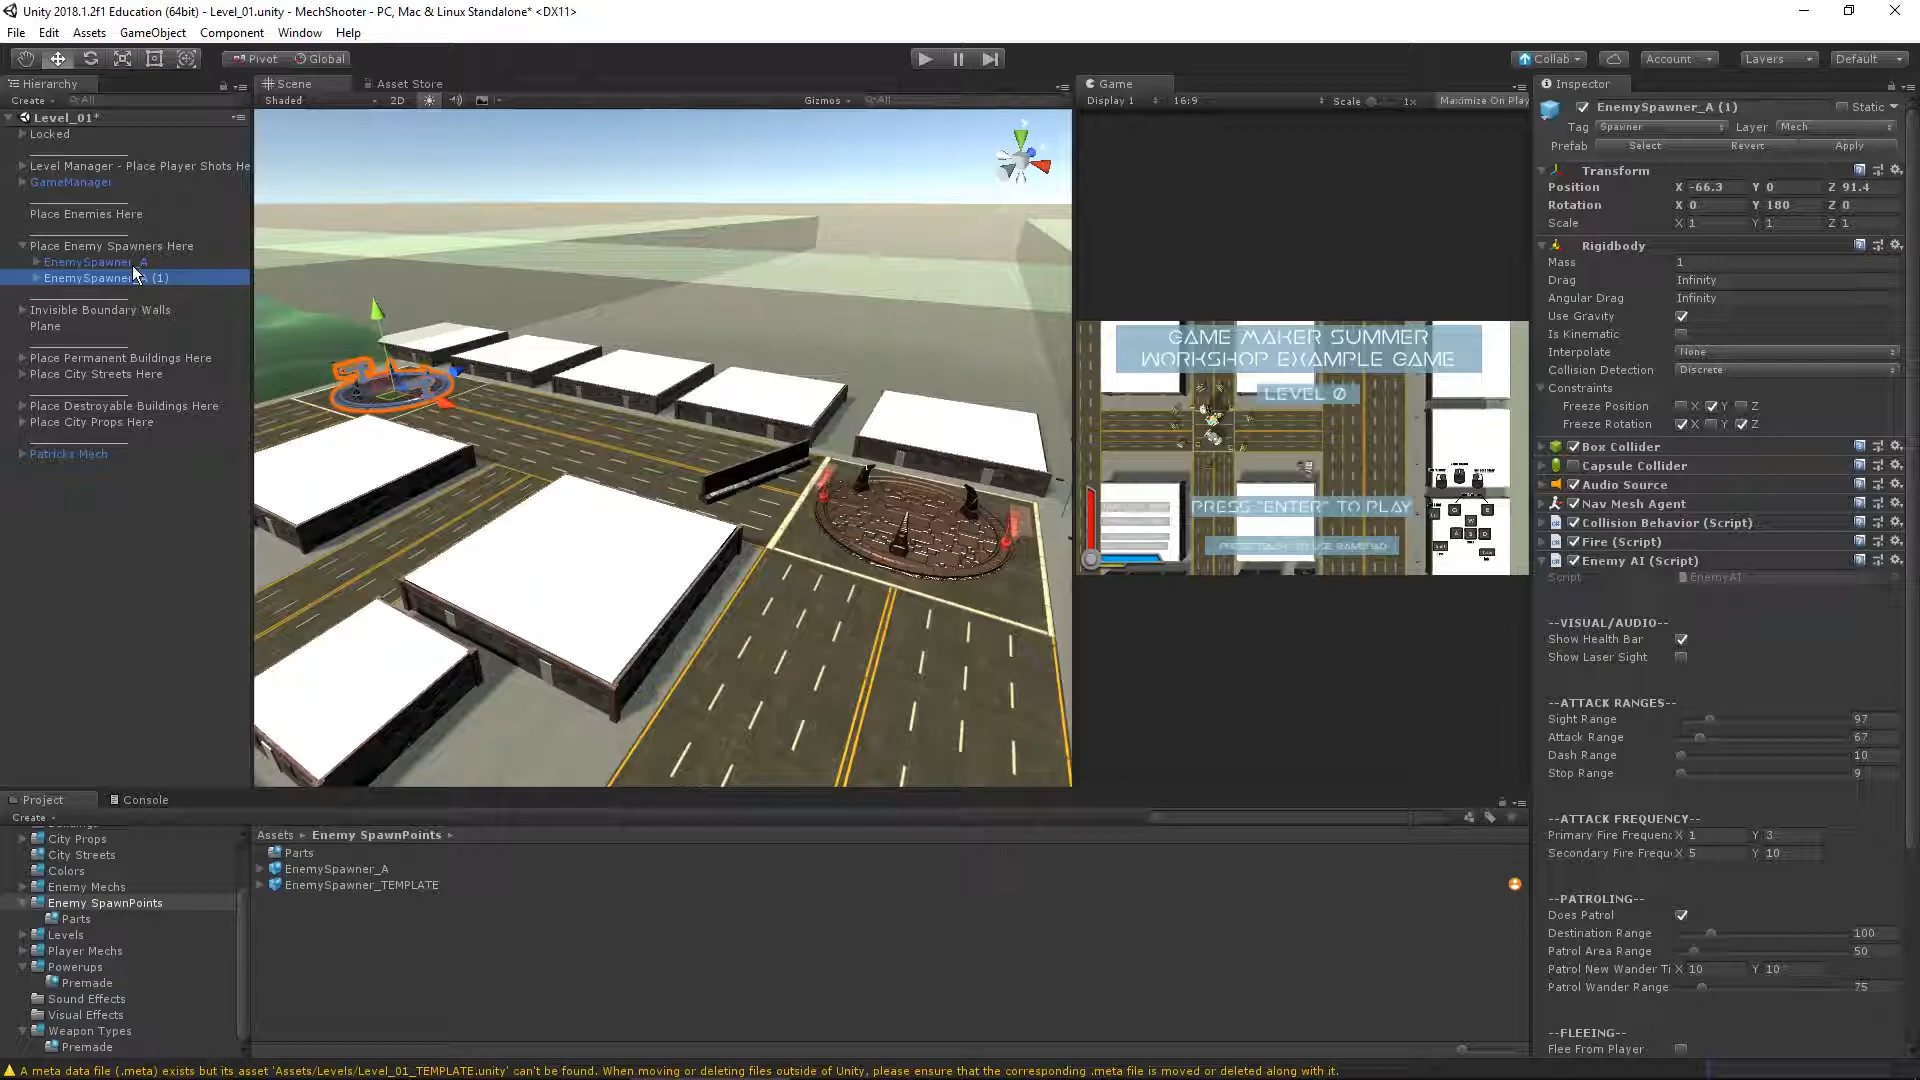 Unity 2018.1.2f1 Education (64bit) - Level_01.unity - MechShooter - PC, Mac & Linux Standalone* <DX11>
File Edit Assets GameObject Component Window Help
Pivot Global Collab Account Layers Default
Hierarchy
Create All
Level_01*
Locked
Level Manager - Place Player Shots He
GameManager
Place Enemies Here
Place Enemy Spawners Here
EnemySpawner_A
EnemySpawner_A (1)
Invisible Boundary Walls
Plane
Place Permanent Buildings Here
Place City Streets Here
Place Destroyable Buildings Here
Place City Props Here
Patricks Mech
Scene Asset Store
Shaded 2D Gizmos All
Game
Display 1 16:9 Scale 1x Maximize On Play
GAME MAKER SUMMER
WORKSHOP EXAMPLE GAME
LEVEL 0
PRESS "ENTER" TO PLAY
Inspector
EnemySpawner_A (1) Static
Tag Spawner Layer Mech
Prefab Select Revert Apply
Transform
Position X -66.3 Y 0 Z 91.4
Rotation X 0 Y 180 Z 0
Scale X 1 Y 1 Z 1
Rigidbody
Mass 1
Drag Infinity
Angular Drag Infinity
Use Gravity
Is Kinematic
Interpolate None
Collision Detection Discrete
Constraints
Freeze Position X Y Z
Freeze Rotation X Y Z
Box Collider
Capsule Collider
Audio Source
Nav Mesh Agent
Collision Behavior (Script)
Fire (Script)
Enemy AI (Script)
Script EnemyAI
--VISUAL/AUDIO--
Show Health Bar
Show Laser Sight
--ATTACK RANGES--
Sight Range 97
Attack Range 67
Dash Range 10
Stop Range 9
--ATTACK FREQUENCY--
Primary Fire Frequenc X 1 Y 3
Secondary Fire Frequ X 5 Y 10
--PATROLING--
Does Patrol
Destination Range 100
Patrol Area Range 50
Patrol New Wander Ti X 10 Y 10
Patrol Wander Range 75
--FLEEING--
Flee From Player
Project Console
Create
City Props
City Streets
Colors
Enemy Mechs
Enemy SpawnPoints
Parts
Levels
Player Mechs
Powerups
Premade
Sound Effects
Visual Effects
Weapon Types
Premade
Assets Enemy SpawnPoints
Parts
EnemySpawner_A
EnemySpawner_TEMPLATE
A meta data file (.meta) exists but its asset 'Assets/Levels/Level_01_TEMPLATE.unity' can't be found. When moving or deleting files outside of Unity, please ensure that the corresponding .meta file is moved or deleted along with it.